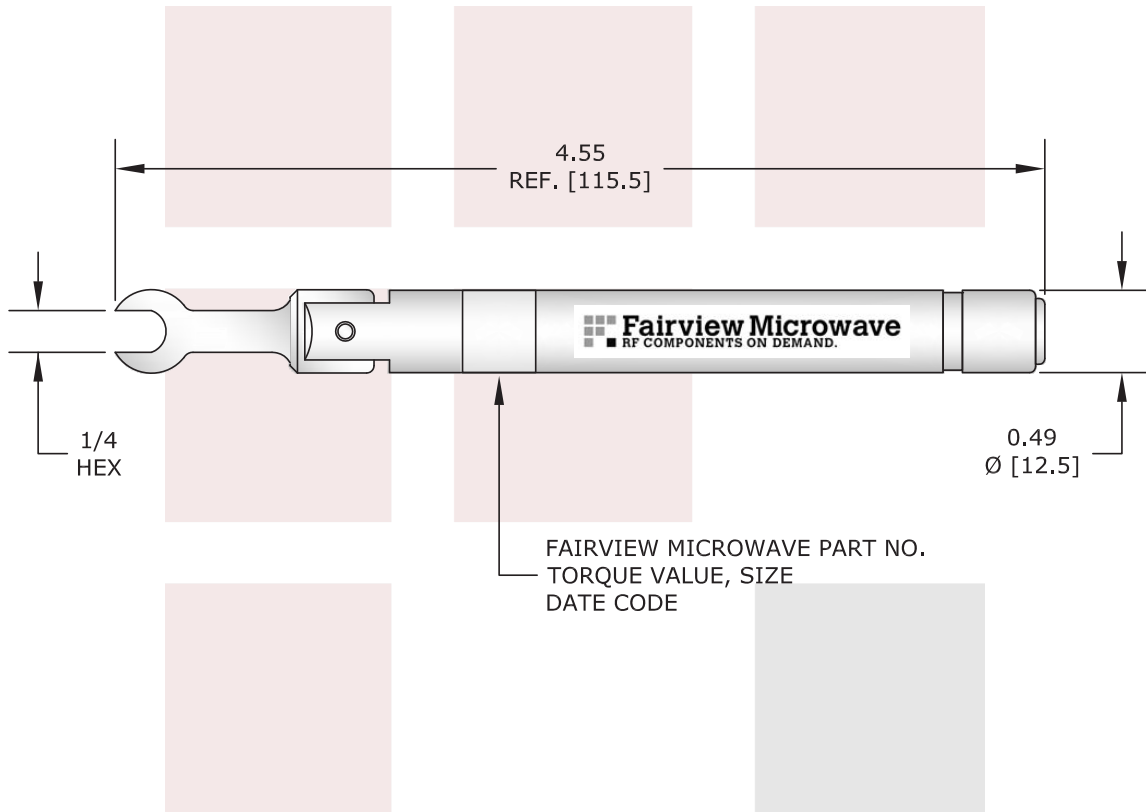 4.55
REF. [115.5]
Fairview Microwave
RF COMPONENTS ON DEMAND.
1/4
HEX
0.49
Ø [12.5]
FAIRVIEW MICROWAVE PART NO.
TORQUE VALUE, SIZE
DATE CODE